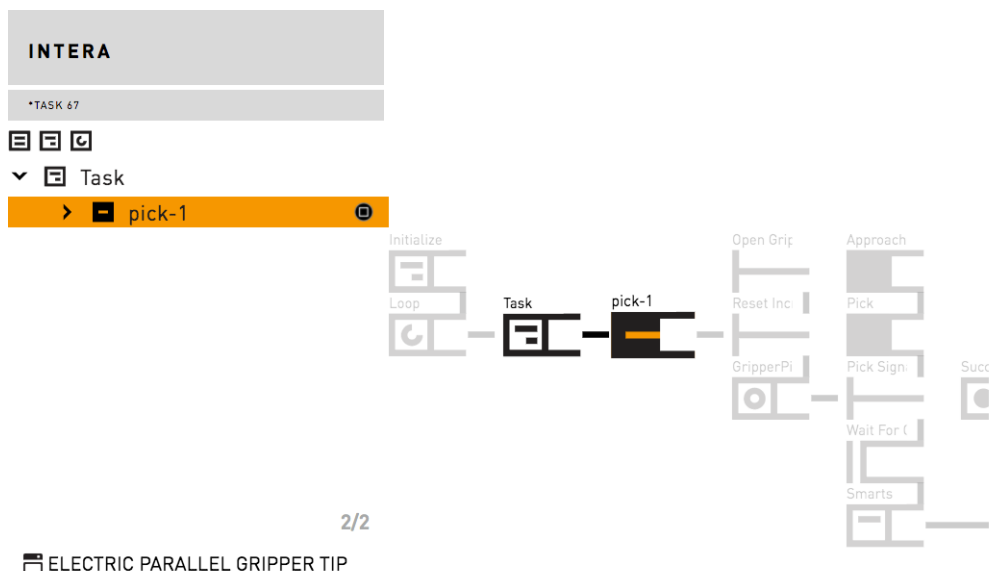 INTERA
*TASK 67
Task
pick-1
2/2
ELECTRIC PARALLEL GRIPPER TIP
Initialize
Loop
Task
pick-1
Open Grip
Reset Inc
GripperPi
Approach
Pick
Pick Sign
Wait For
Smarts
Succ